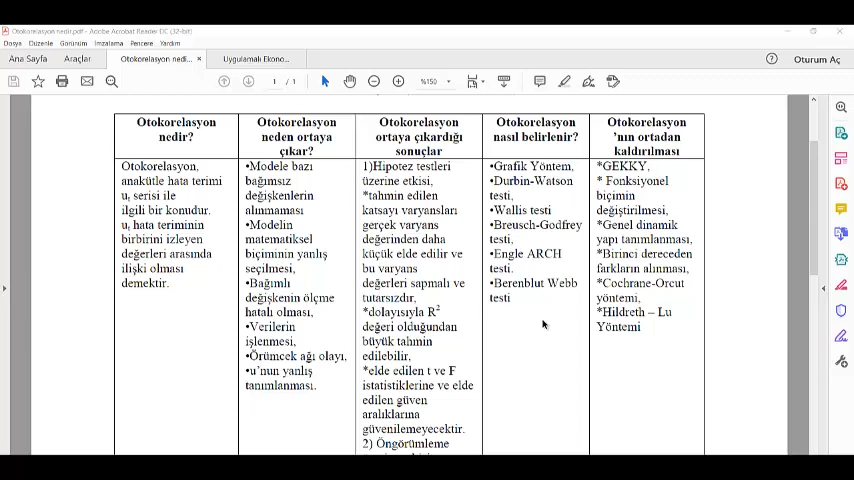 Otokorelasyon nedir.pdf - Adobe Acrobat Reader DC (32-bit)
Dosya Düzenle Görünüm İmzalama Pencere Yardım
Ana Sayfa Araçlar Otokorelasyon nedi... × Uygulamalı Ekono... Oturum Aç
1 / 1 %150
Otokorelasyon
nedir?
Otokorelasyon,
anakütle hata terimi
ut serisi ile
ilgili bir konudur.
ut hata teriminin
birbirini izleyen
değerleri arasında
ilişki olması
demektir.
Otokorelasyon
neden ortaya
çıkar?
•Modele bazı
bağımsız
değişkenlerin
alınmaması
•Modelin
matematiksel
biçiminin yanlış
seçilmesi,
•Bağımlı
değişkenin ölçme
hatalı olması,
•Verilerin
işlenmesi,
•Örümcek ağı olayı,
•u'nun yanlış
tanımlanması.
Otokorelasyon
ortaya çıkardığı
sonuçlar
1)Hipotez testleri
üzerine etkisi,
*tahmin edilen
katsayı varyansları
gerçek varyans
değerinden daha
küçük elde edilir ve
bu varyans
değerleri sapmalı ve
tutarsızdır,
*dolayısıyla R2
değeri olduğundan
büyük tahmin
edilebilir,
*elde edilen t ve F
istatistiklerine ve elde
edilen güven
aralıklarına
güvenilemeyecektir.
2) Öngörümleme
Otokorelasyon
nasıl belirlenir?
•Grafik Yöntem,
•Durbin-Watson
testi,
•Wallis testi
•Breusch-Godfrey
testi,
•Engle ARCH
testi.
•Berenblut Webb
testi
Otokorelasyon
'nın ortadan
kaldırılması
*GEKKY,
* Fonksiyonel
biçimin
değiştirilmesi,
*Genel dinamik
yapı tanımlanması,
*Birinci dereceden
farkların alınması,
*Cochrane-Orcut
yöntemi,
*Hildreth – Lu
Yöntemi